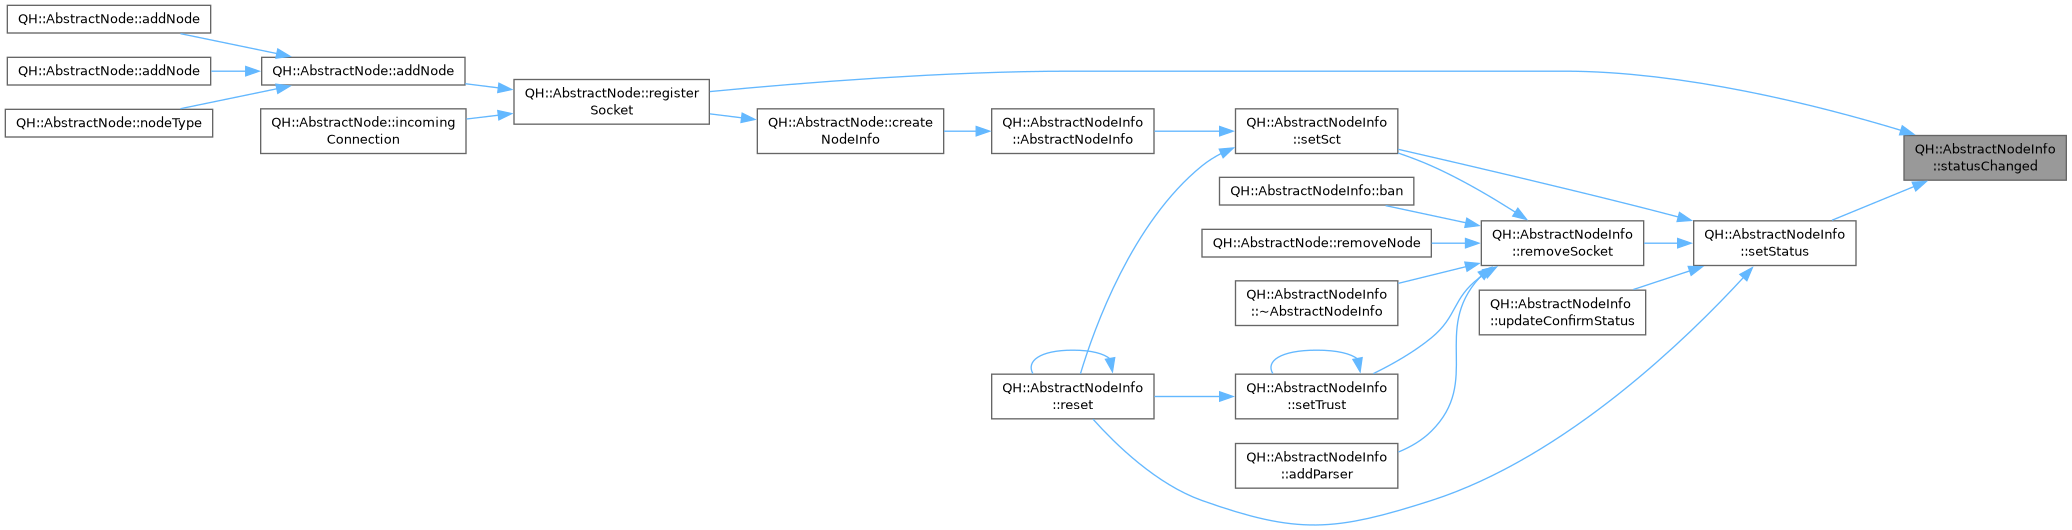 QH::AbstractNode::addNode
QH::AbstractNode::addNode
QH::AbstractNode::nodeType
QH::AbstractNode::addNode
QH::AbstractNode::incoming
Connection
QH::AbstractNode::register
Socket
QH::AbstractNode::create
NodeInfo
QH::AbstractNodeInfo
::AbstractNodeInfo
QH::AbstractNodeInfo
::reset
QH::AbstractNodeInfo
::setSct
QH::AbstractNodeInfo::ban
QH::AbstractNode::removeNode
QH::AbstractNodeInfo
::~AbstractNodeInfo
QH::AbstractNodeInfo
::setTrust
QH::AbstractNodeInfo
::addParser
QH::AbstractNodeInfo
::removeSocket
QH::AbstractNodeInfo
::updateConfirmStatus
QH::AbstractNodeInfo
::setStatus
QH::AbstractNodeInfo
::statusChanged